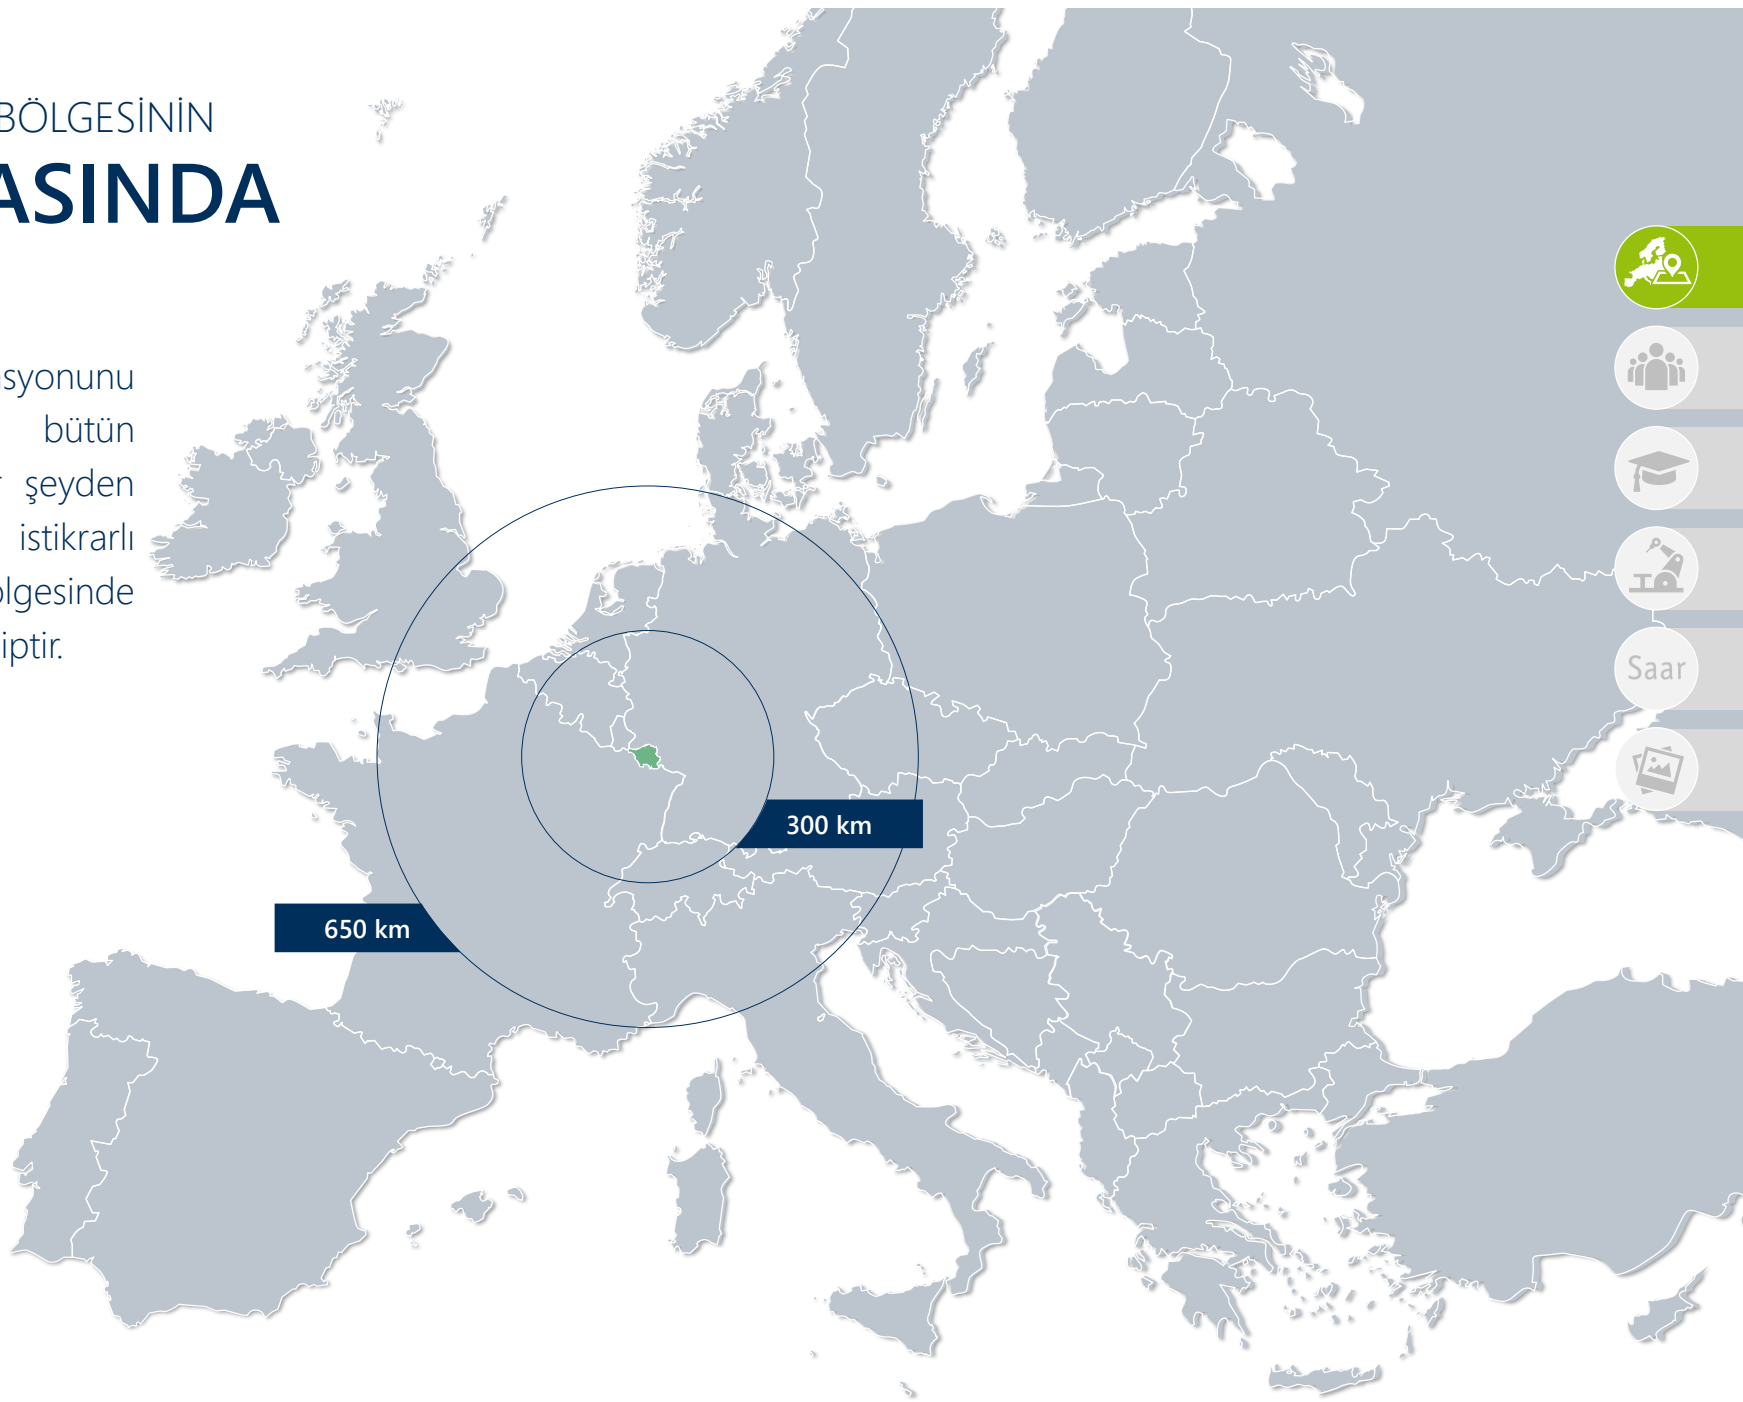 BÖLGESİNİN
ASINDA
syonunu
bütün
şeyden
istikrarlı
lgesinde
iptir.
300 km
650 km
Saar